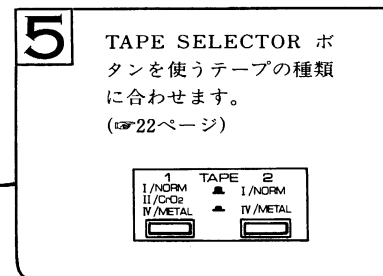 5
TAPE SELECTOR ボ
タンを使うテープの種類
に合わせます。
(☞22ページ)
1 TAPE 2
I/NORM I/NORM
II/CrO2
IV/METAL IV/METAL